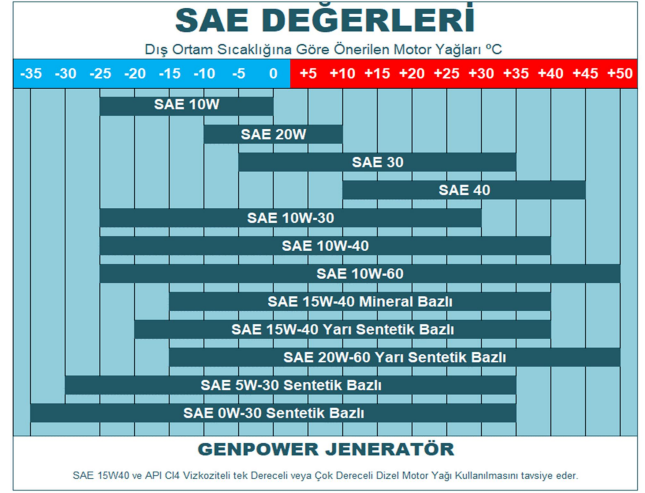 SAE DEĞERLERİ
Dış Ortam Sıcaklığına Göre Önerilen Motor Yağları ºC
-35 -30 -25 -20 -15 -10 -5 0 +5 +10 +15 +20 +25 +30 +35 +40 +45 +50
SAE 10W
SAE 20W
SAE 30
SAE 40
SAE 10W-30
SAE 10W-40
SAE 10W-60
SAE 15W-40 Mineral Bazlı
SAE 15W-40 Yarı Sentetik Bazlı
SAE 20W-60 Yarı Sentetik Bazlı
SAE 5W-30 Sentetik Bazlı
SAE 0W-30 Sentetik Bazlı
GENPOWER JENERATÖR
SAE 15W40 ve API CI4 Vizkoziteli tek Dereceli veya Çok Dereceli Dizel Motor Yağı Kullanılmasını tavsiye eder.